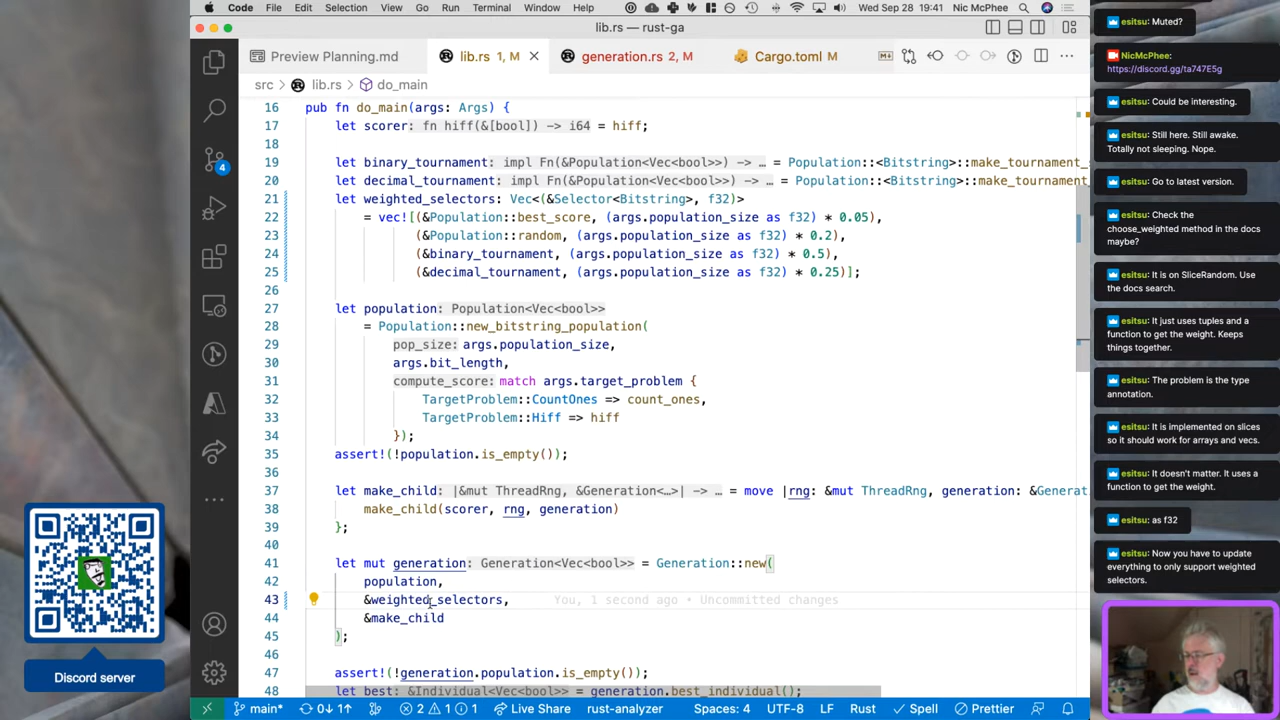 Code File Edit Selection View Go Run Terminal Window Help Wed Sep 28 19:41 Nic McPhee
lib.rs — rust-ga
Preview Planning.md
lib.rs 1, M
generation.rs 2, M
Cargo.toml M
src > lib.rs > do_main
16 pub fn do_main(args: Args) {
17 let scorer: fn hiff(&[bool]) -> i64 = hiff;
18
19 let binary_tournament: impl Fn(&Population<Vec<bool>>) -> … = Population::<Bitstring>::make_tournament_s
20 let decimal_tournament: impl Fn(&Population<Vec<bool>>) -> … = Population::<Bitstring>::make_tournament
21 let weighted_selectors: Vec<(&Selector<Bitstring>, f32)>
22 = vec![(&Population::best_score, (args.population_size as f32) * 0.05),
23 (&Population::random, (args.population_size as f32) * 0.2),
24 (&binary_tournament, (args.population_size as f32) * 0.5),
25 (&decimal_tournament, (args.population_size as f32) * 0.25)];
26
27 let population: Population<Vec<bool>>
28 = Population::new_bitstring_population(
29 pop_size: args.population_size,
30 args.bit_length,
31 compute_score: match args.target_problem {
32 TargetProblem::CountOnes => count_ones,
33 TargetProblem::Hiff => hiff
34 });
35 assert!(!population.is_empty());
36
37 let make_child: |&mut ThreadRng, &Generation<…>| -> … = move |rng: &mut ThreadRng, generation: &Generat
38 make_child(scorer, rng, generation)
39 };
40
41 let mut generation: Generation<Vec<bool>> = Generation::new(
42 population,
43 &weighted_selectors, You, 1 second ago • Uncommitted changes
44 &make_child
45 );
46
47 assert!(!generation.population.is_empty());
48 let best: &Individual<Vec<bool>> = generation.best_individual();
4
main* 0↓ 1↑ 2 1 1 Live Share rust-analyzer Spaces: 4 UTF-8 LF Rust Spell Prettier
Discord server
esitsu: Muted?
NicMcPhee:
https://discord.gg/ta747E5g
esitsu: Could be interesting.
esitsu: Still here. Still awake.
Totally not sleeping. Nope.
esitsu: Go to latest version.
esitsu: Check the
choose_weighted method in the docs
maybe?
esitsu: It is on SliceRandom. Use
the docs search.
esitsu: It just uses tuples and a
function to get the weight. Keeps
things together.
esitsu: The problem is the type
annotation.
esitsu: It is implemented on slices
so it should work for arrays and vecs.
esitsu: It doesn't matter. It uses a
function to get the weight.
esitsu: as f32
esitsu: Now you have to update
everything to only support weighted
selectors.